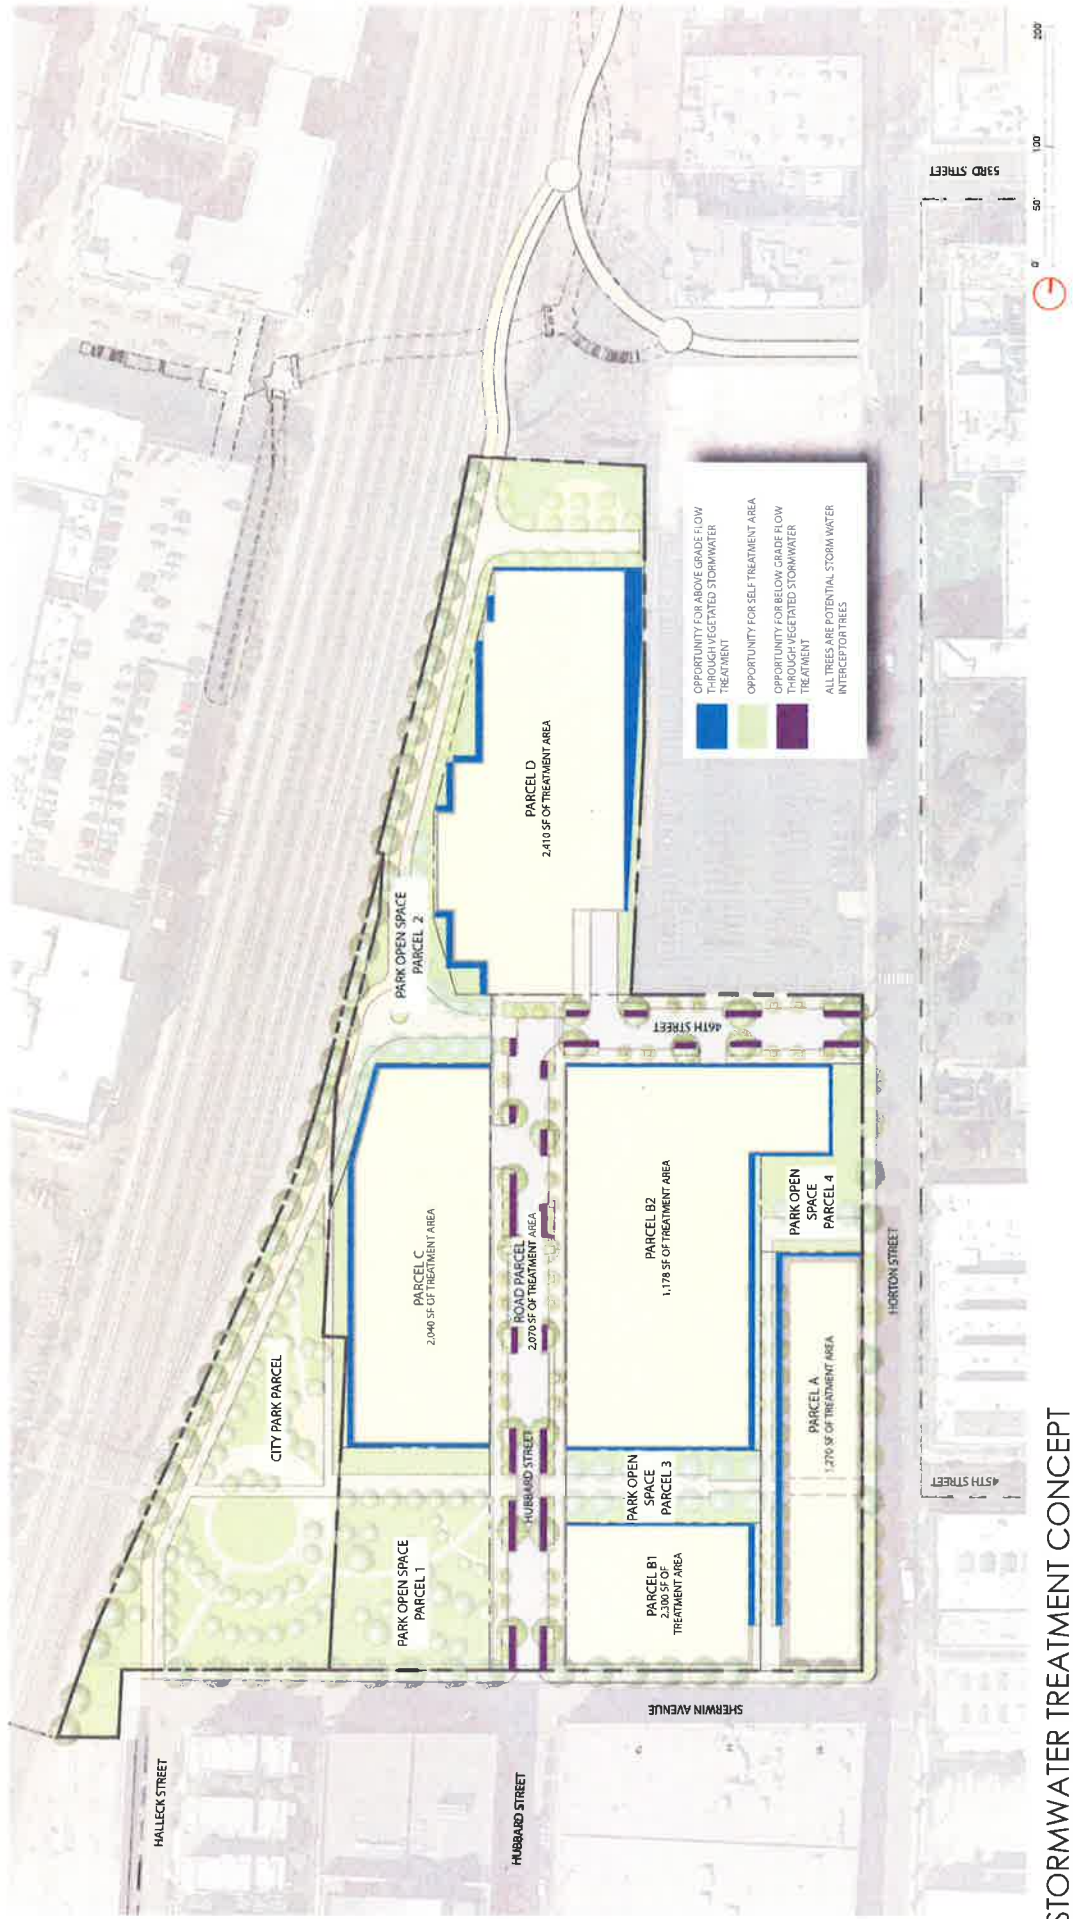 STORMWATER TREATMENT CONCEPT
HALLECK STREET
HUBBARD STREET
SHERWIN AVENUE
CITY PARK PARCEL
PARK OPEN SPACE
PARCEL 1
PARK OPEN SPACE
PARCEL 2
PARCEL C
2,040 SF OF TREATMENT AREA
HUBBARD STREET
ROAD PARCEL
2,070 SF OF TREATMENT AREA
PARCEL D
2,410 SF OF TREATMENT AREA
PARCEL B1
2,300 SF OF
TREATMENT AREA
PARK OPEN
SPACE
PARCEL 3
PARCEL B2
1,178 SF OF TREATMENT AREA
46TH STREET
PARK OPEN
SPACE
PARCEL 4
PARCEL A
1,270 SF OF TREATMENT AREA
HORTON STREET
45TH STREET
53RD STREET
OPPORTUNITY FOR ABOVE GRADE FLOW
THROUGH VEGETATED STORMWATER
TREATMENT
OPPORTUNITY FOR SELF TREATMENT AREA
OPPORTUNITY FOR BELOW GRADE FLOW
THROUGH VEGETATED STORMWATER
TREATMENT
ALL TREES ARE POTENTIAL STORM WATER
INTERCEPTOR TREES
0' 50' 100' 200'